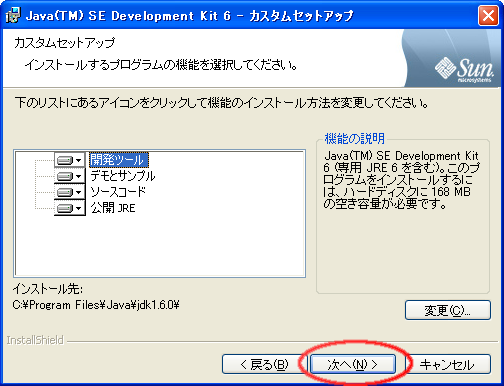 Java(TM) SE Development Kit 6 - カスタムセットアップ
カスタムセットアップ
インストールするプログラムの機能を選択してください。
Sun
microsystems
下のリストにあるアイコンをクリックして機能のインストール方法を変更してください。
開発ツール
デモとサンプル
ソースコード
公開 JRE
機能の説明
Java(TM) SE Development Kit
6 (専用 JRE 6 を含む)。このプ
ログラムをインストールするに
は、ハードディスクに 168 MB
の空き容量が必要です。
インストール先:
C:¥Program Files¥Java¥jdk1.6.0¥
変更(C)...
InstallShield
< 戻る(B)
次へ(N) >
キャンセル